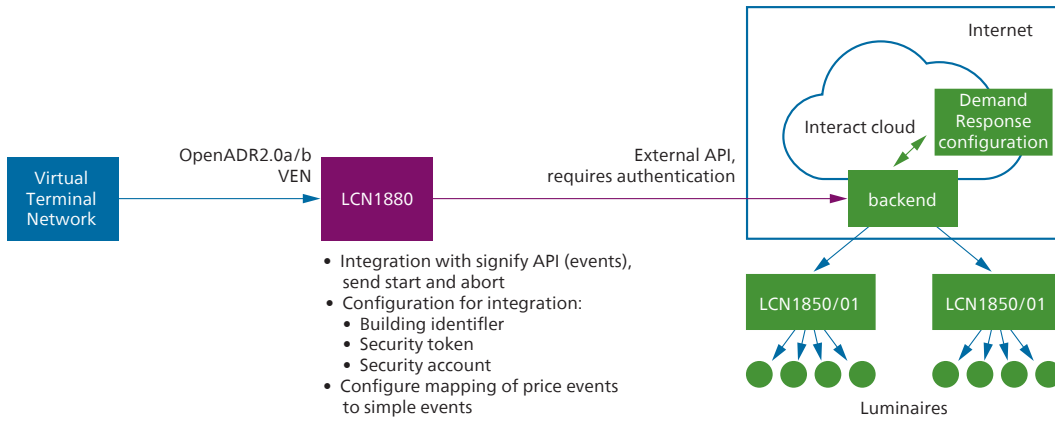 Internet
Demand
Response
configuration
Interact cloud
OpenADR2.0a/b
VEN
External API,
requires authentication
Virtual
Terminal
Network
LCN1880
backend
• Integration with signify API (events),
send start and abort
• Configuration for integration:
• Building identifler
• Security token
• Security account
• Configure mapping of price events
to simple events
LCN1850/01
LCN1850/01
Luminaires